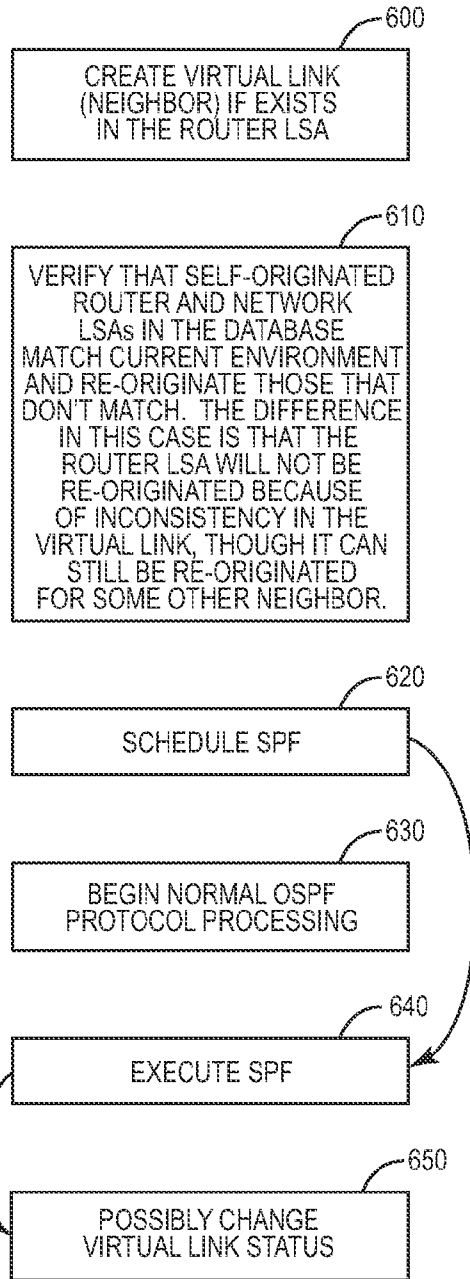 600
CREATE VIRTUAL LINK
(NEIGHBOR) IF EXISTS
IN THE ROUTER LSA
610
VERIFY THAT SELF-ORIGINATED
ROUTER AND NETWORK
LSAs IN THE DATABASE
MATCH CURRENT ENVIRONMENT
AND RE-ORIGINATE THOSE THAT
DON'T MATCH. THE DIFFERENCE
IN THIS CASE IS THAT THE
ROUTER LSA WILL NOT BE
RE-ORIGINATED BECAUSE
OF INCONSISTENCY IN THE
VIRTUAL LINK, THOUGH IT CAN
STILL BE RE-ORIGINATED
FOR SOME OTHER NEIGHBOR.
620
SCHEDULE SPF
630
BEGIN NORMAL OSPF
PROTOCOL PROCESSING
640
EXECUTE SPF
650
POSSIBLY CHANGE
VIRTUAL LINK STATUS